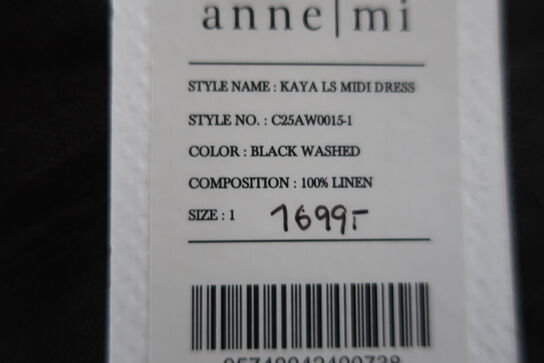 anne|mi
STYLE NAME : KAYA LS MIDI DRESS
STYLE NO. : C25AW0015-1
COLOR : BLACK WASHED
COMPOSITION : 100% LINEN
SIZE : 1 1699,-